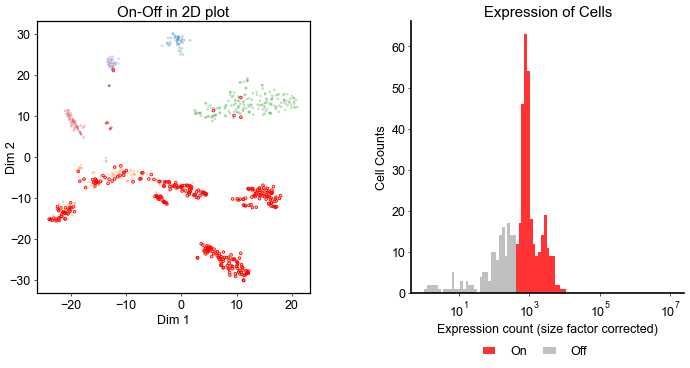 On-Off in 2D plot
Dim 2
30
20
10
0
−10
−20
−30
−20 −10 0 10 20
Dim 1
Expression of Cells
Cell Counts
60
50
40
30
20
10
0
10^1 10^3 10^5 10^7
Expression count (size factor corrected)
On Off